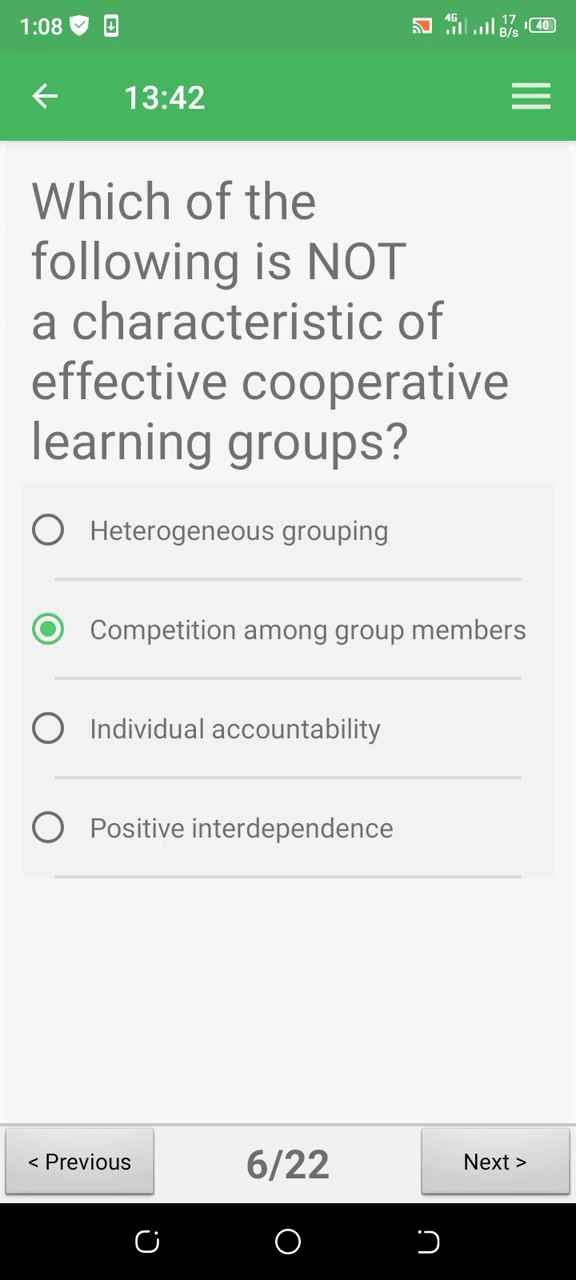 1:08 4G 17 B/s 40
13:42
Which of the
following is NOT
a characteristic of
effective cooperative
learning groups?
Heterogeneous grouping
Competition among group members
Individual accountability
Positive interdependence
< Previous 6/22 Next >